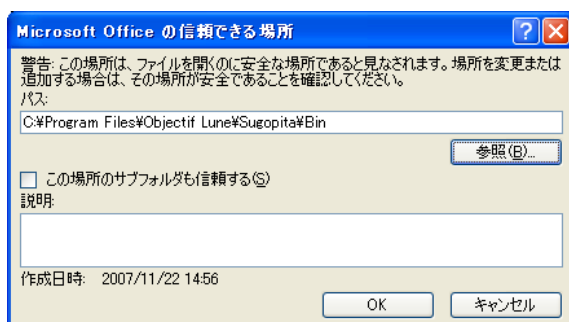 Microsoft Office の信頼できる場所
警告: この場所は、ファイルを開くのに安全な場所であると見なされます。場所を変更または
追加する場合は、その場所が安全であることを確認してください。
パス:
C:¥Program Files¥Objectif Lune¥Sugopita¥Bin
参照(B)...
この場所のサブフォルダも信頼する(S)
説明:
作成日時: 2007/11/22 14:56
OK キャンセル